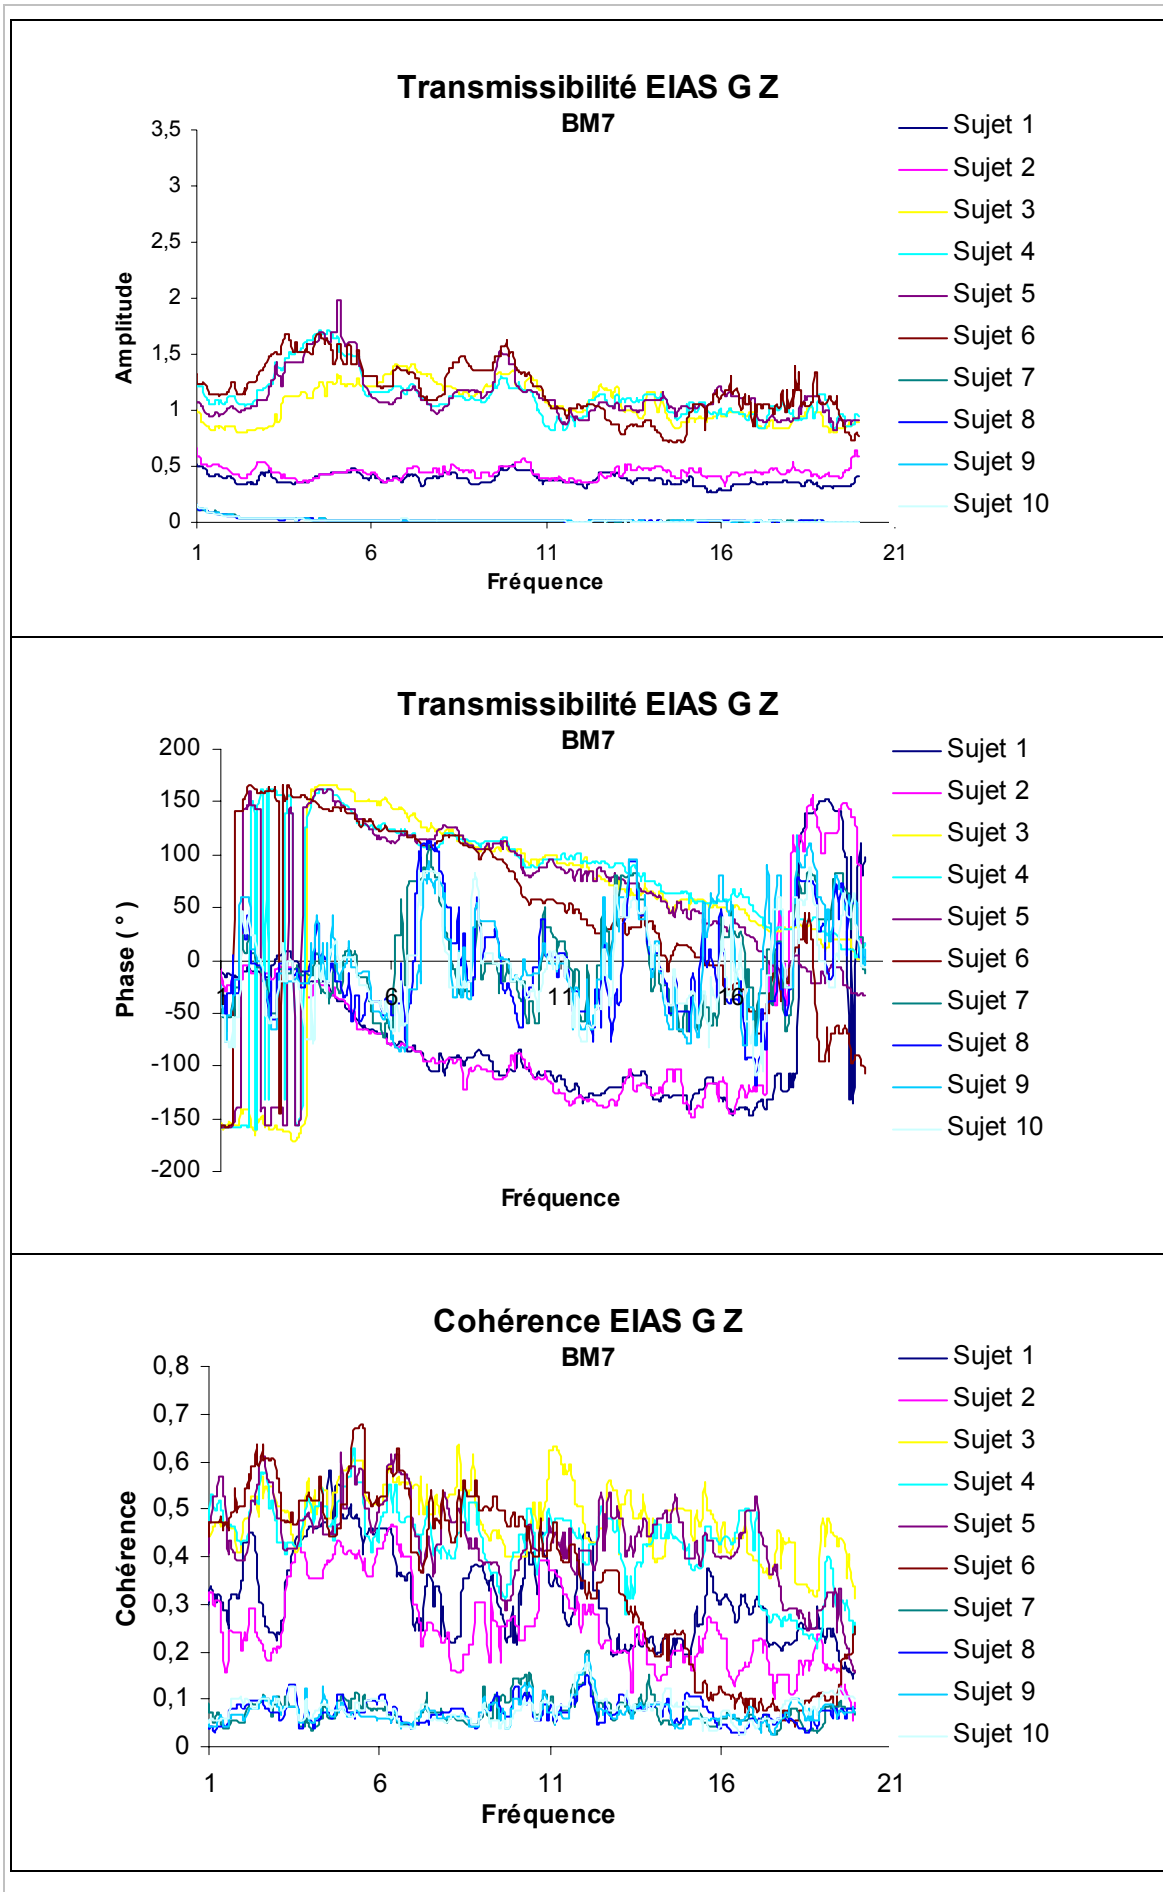 Transmissibilité EIAS G Z
BM7
Amplitude
3,5
3
2,5
2
1,5
1
0,5
0
1
6
11
16
21
Fréquence
Sujet 1
Sujet 2
Sujet 3
Sujet 4
Sujet 5
Sujet 6
Sujet 7
Sujet 8
Sujet 9
Sujet 10
Transmissibilité EIAS G Z
BM7
Phase ( ° )
200
150
100
50
0
-50
-100
-150
-200
1
6
11
16
Fréquence
Sujet 1
Sujet 2
Sujet 3
Sujet 4
Sujet 5
Sujet 6
Sujet 7
Sujet 8
Sujet 9
Sujet 10
Cohérence EIAS G Z
BM7
Cohérence
0,8
0,7
0,6
0,5
0,4
0,3
0,2
0,1
0
1
6
11
16
21
Fréquence
Sujet 1
Sujet 2
Sujet 3
Sujet 4
Sujet 5
Sujet 6
Sujet 7
Sujet 8
Sujet 9
Sujet 10